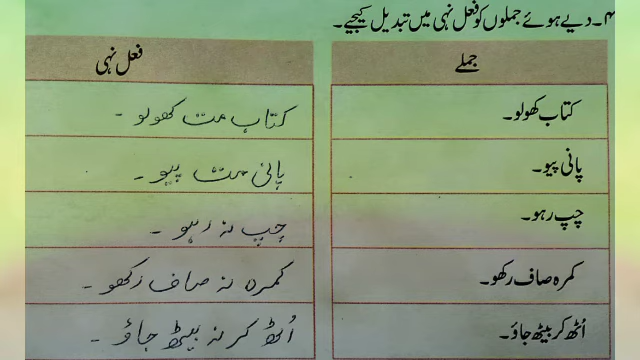 ۴۔ دیے ہوئے جملوں کو فعل نہی میں تبدیل کیجیے۔
جملے	فعل نہی
کتاب کھولو۔	کتاب مت کھولو ۔
پانی پیو۔	پانی مت پیو ۔
چپ رہو۔	چپ نہ رہو ۔
کمرہ صاف رکھو۔	کمرہ نہ صاف رکھو ۔
اُٹھ کر بیٹھ جاؤ۔	اُٹھ کر نہ بیٹھ جاؤ ۔